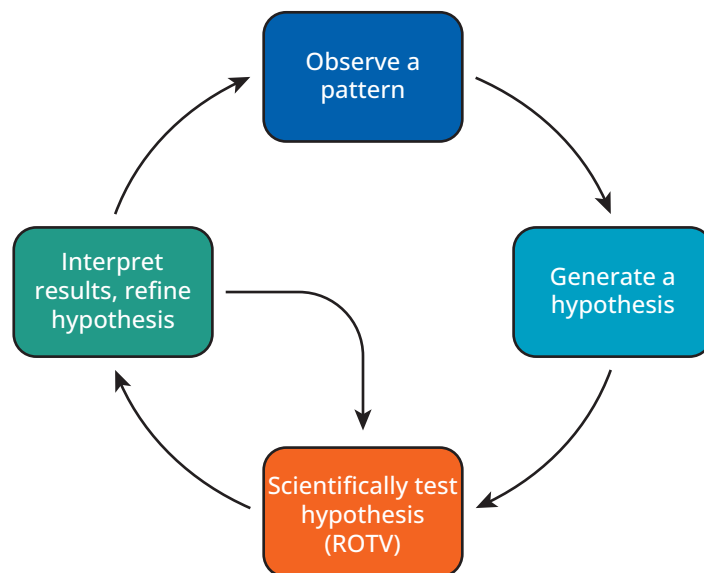 Observe a
pattern
Generate a
hypothesis
Scientifically test
hypothesis
(ROTV)
Interpret
results, refine
hypothesis